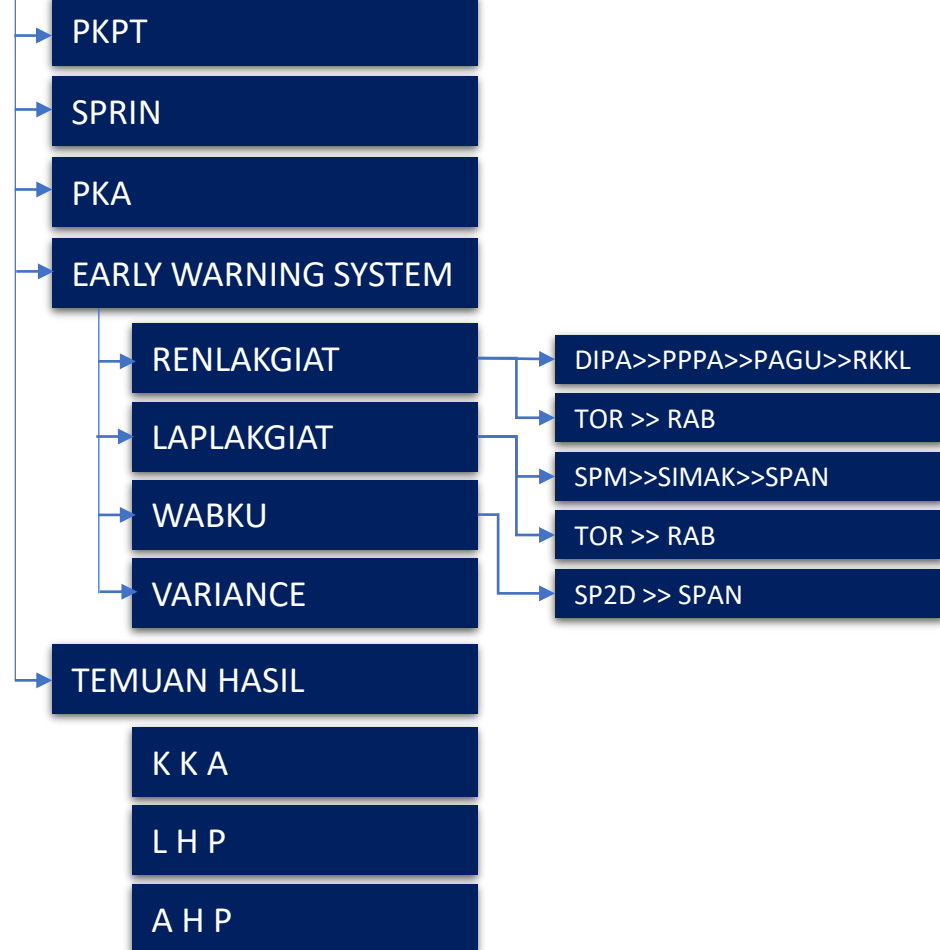 PKPT
SPRIN
PKA
EARLY WARNING SYSTEM
RENLAKGIAT
DIPA>>PPPA>>PAGU>>RKKL
TOR >> RAB
LAPLAKGIAT
SPM>>SIMAK>>SPAN
TOR >> RAB
WABKU
SP2D >> SPAN
VARIANCE
TEMUAN HASIL
K K A
L H P
A H P